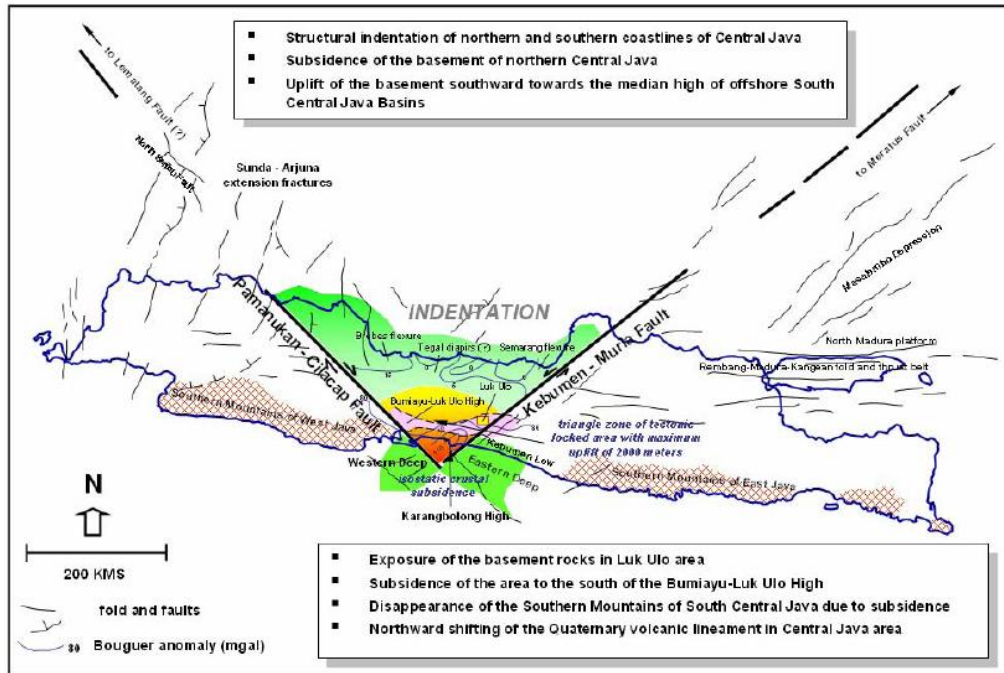 ▪ Structural indentation of northern and southern coastlines of Central Java
▪ Subsidence of the basement of northern Central Java
▪ Uplift of the basement southward towards the median high of offshore South
Central Java Basins
to Lematang Fault (?)
North Seribu Fault
Sunda - Arjuna
extension fractures
to Meratus Fault
Masalembo Depression
INDENTATION
Pamanukan - Cilacap Fault
Brebes flexure
Tegal diapirs (?)
Semarang flexure
Kebumen - Muria Fault
North Madura platform
Rembang-Madura-Kangean fold and thrust belt
Luk Ulo
Bumiayu-Luk Ulo High
Southern Mountains of West Java
80
80
triangle zone of tectonic
locked area with maximum
uplift of 2000 meters
Kebumen Low
Western Deep
Eastern Deep
isostatic crustal
subsidence
Karangbolong High
Southern Mountains of East Java
N
200 KMS
fold and faults
80 Bouguer anomaly (mgal)
▪ Exposure of the basement rocks in Luk Ulo area
▪ Subsidence of the area to the south of the Bumiayu-Luk Ulo High
▪ Disappearance of the Southern Mountains of South Central Java due to subsidence
▪ Northward shifting of the Quaternary volcanic lineament in Central Java area